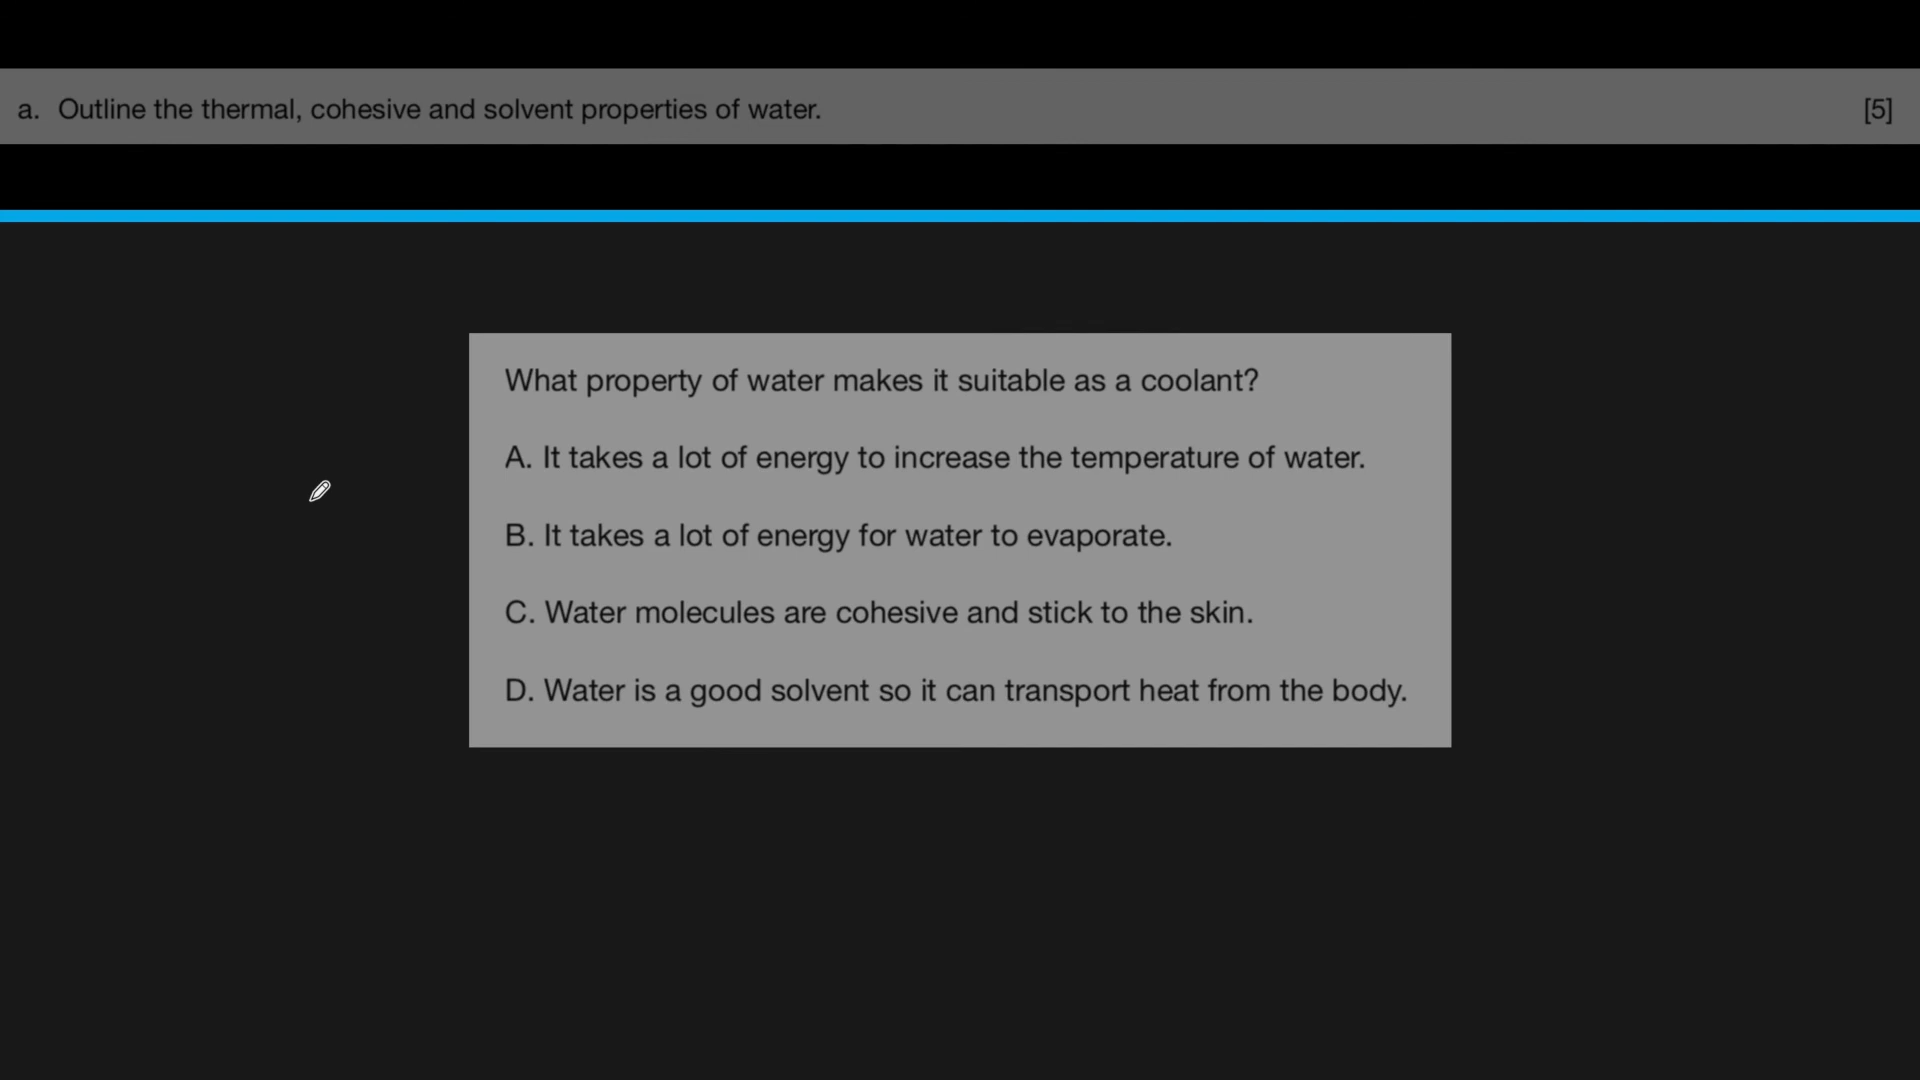 a. Outline the thermal, cohesive and solvent properties of water. [5]
What property of water makes it suitable as a coolant?
A. It takes a lot of energy to increase the temperature of water.
B. It takes a lot of energy for water to evaporate.
C. Water molecules are cohesive and stick to the skin.
D. Water is a good solvent so it can transport heat from the body.